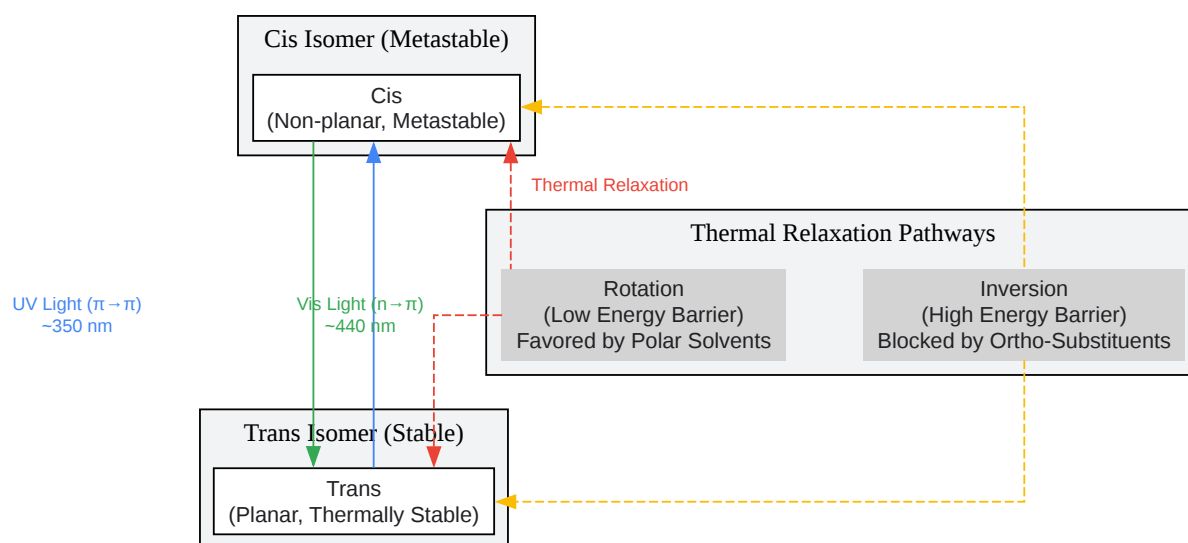 Cis Isomer (Metastable)
Cis
(Non-planar, Metastable)
Thermal Relaxation
Thermal Relaxation Pathways
UV Light (π→π)
~350 nm
Vis Light (n→π)
~440 nm
Rotation
(Low Energy Barrier)
Favored by Polar Solvents
Inversion
(High Energy Barrier)
Blocked by Ortho-Substituents
Trans Isomer (Stable)
Trans
(Planar, Thermally Stable)